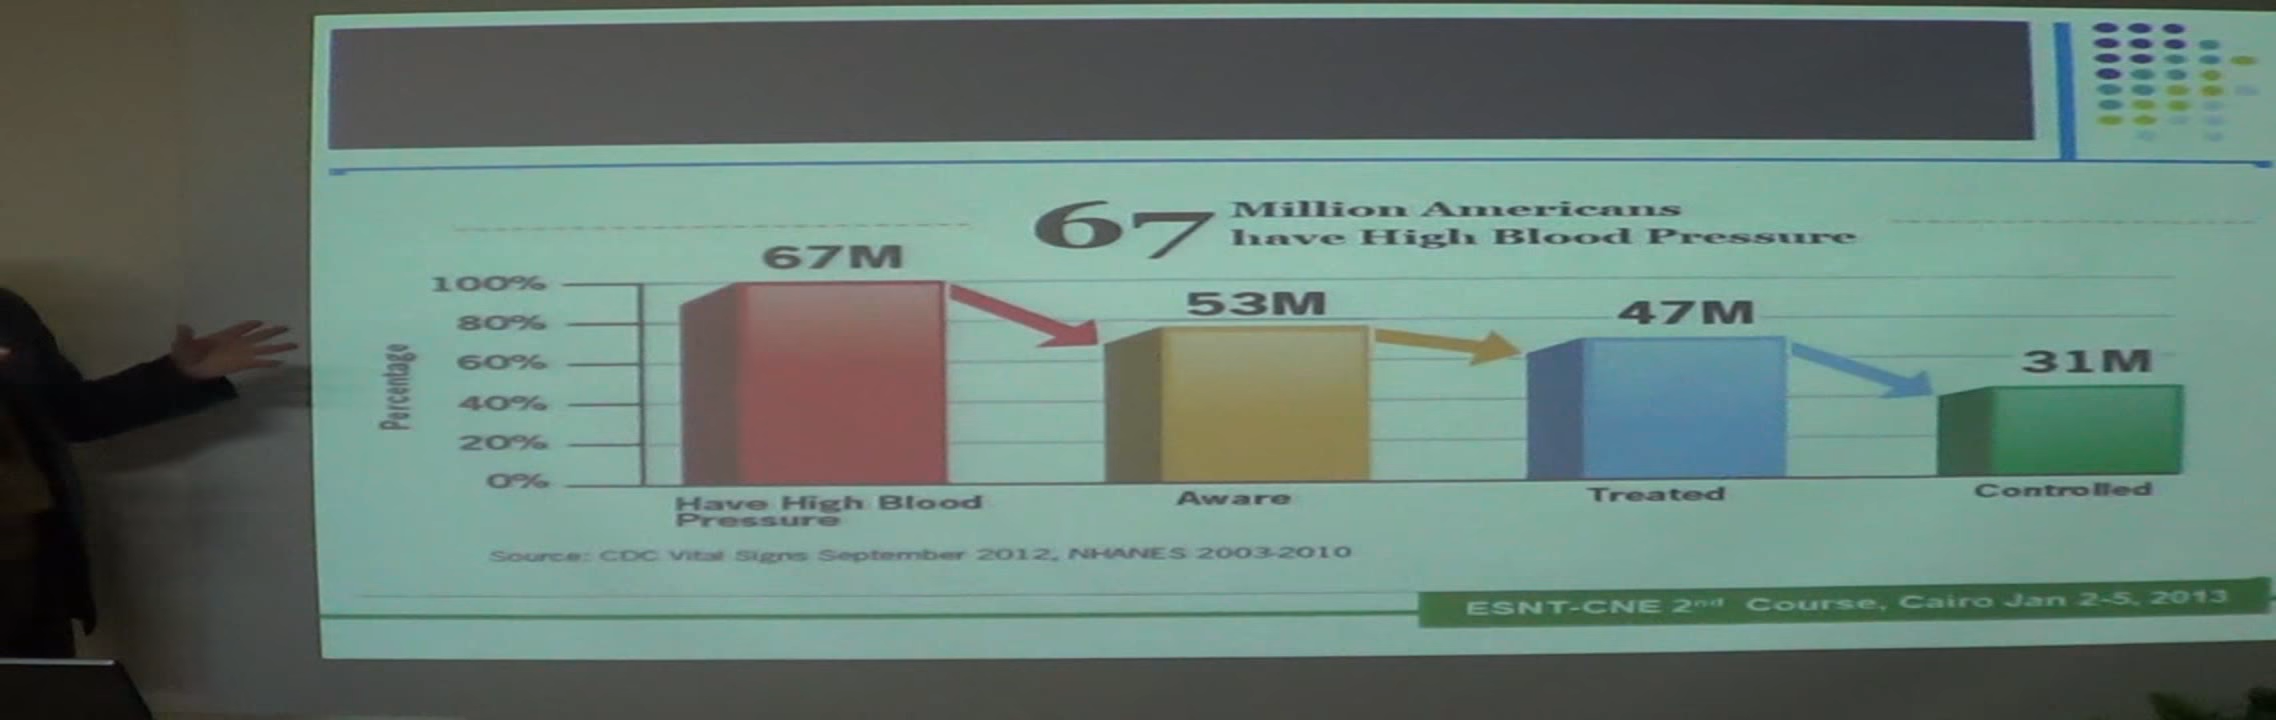 67 Million Americans
have High Blood Pressure
67M
53M
47M
31M
100%
80%
60%
40%
20%
0%
Percentage
Have High Blood
Pressure
Aware
Treated
Controlled
Source: CDC Vital Signs September 2012, NHANES 2003-2010
ESNT-CNE 2nd Course, Cairo Jan 2-5, 2013